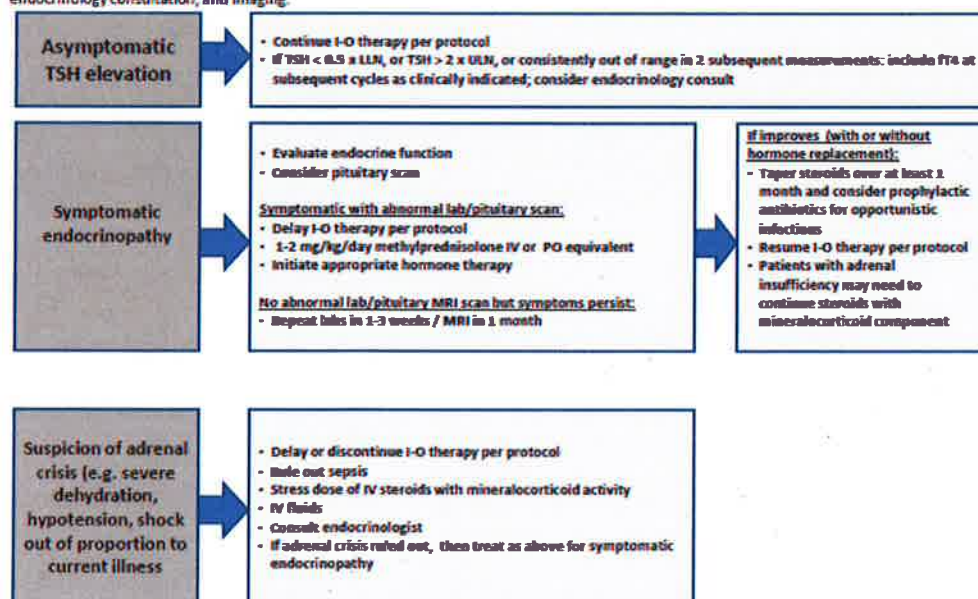 endocrinology consultation, and imaging.
Asymptomatic
TSH elevation
• Continue I-O therapy per protocol
• If TSH < 0.5 x LLN, or TSH > 2 x ULN, or consistently out of range in 2 subsequent measurements: include fT4 at
subsequent cycles as clinically indicated; consider endocrinology consult
Symptomatic
endocrinopathy
• Evaluate endocrine function
• Consider pituitary scan
Symptomatic with abnormal lab/pituitary scan:
• Delay I-O therapy per protocol
• 1-2 mg/kg/day methylprednisolone IV or PO equivalent
• Initiate appropriate hormone therapy
No abnormal lab/pituitary MRI scan but symptoms persist:
• Repeat labs in 1-3 weeks / MRI in 1 month
If improves (with or without
hormone replacement):
• Taper steroids over at least 1
month and consider prophylactic
antibiotics for opportunistic
infections
• Resume I-O therapy per protocol
• Patients with adrenal
insufficiency may need to
continue steroids with
mineralocorticoid component
Suspicion of adrenal
crisis (e.g. severe
dehydration,
hypotension, shock
out of proportion to
current illness
• Delay or discontinue I-O therapy per protocol
• Rule out sepsis
• Stress dose of IV steroids with mineralocorticoid activity
• IV fluids
• Consult endocrinologist
• If adrenal crisis ruled out, then treat as above for symptomatic
endocrinopathy